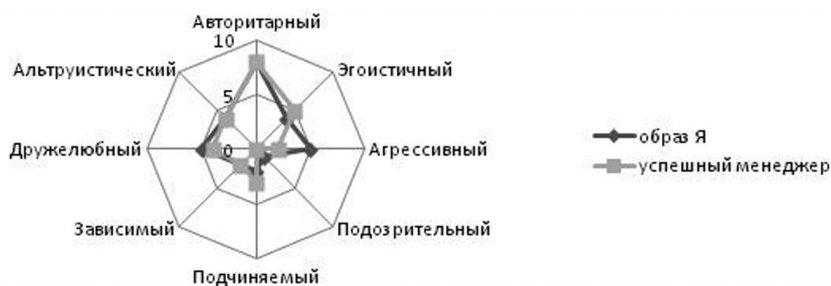 Авторитарный
10
Альтруистический
Эгоистичный
5
Дружелюбный
0
Агрессивный
Зависимый
Подозрительный
Подчиняемый
образ Я
успешный менеджер